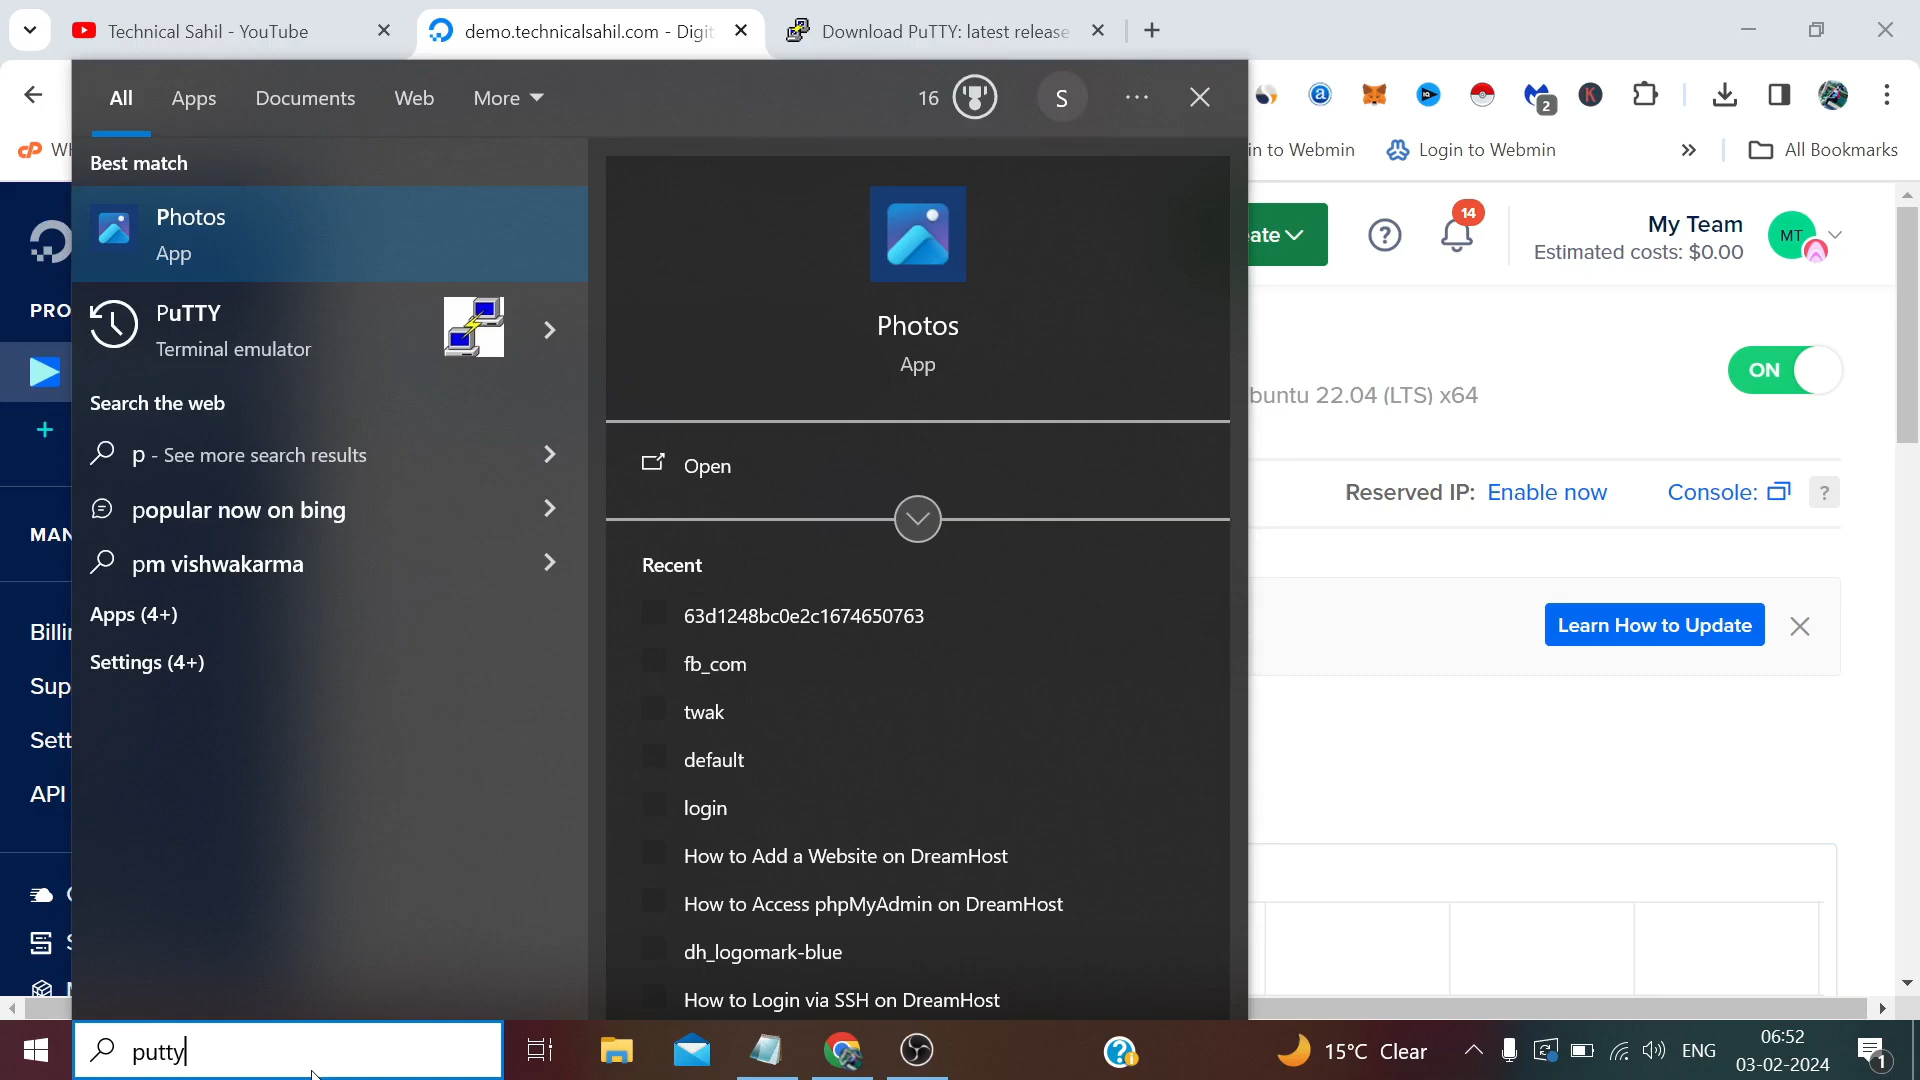 Technical Sahil - YouTube
demo.technicalsahil.com - Digit
Download PuTTY: latest release
All
Apps
Documents
Web
More
16
S
2
K
Wh
in to Webmin
Login to Webmin
All Bookmarks
Best match
Photos
App
PuTTY
Terminal emulator
Search the web
p - See more search results
popular now on bing
pm vishwakarma
Apps (4+)
Settings (4+)
Photos
App
Open
Recent
63d1248bc0e2c1674650763
fb_com
twak
default
login
How to Add a Website on DreamHost
How to Access phpMyAdmin on DreamHost
dh_logomark-blue
How to Login via SSH on DreamHost
PRO
MAN
Billin
Sup
Sett
API
ate
?
14
My Team
Estimated costs: $0.00
MT
buntu 22.04 (LTS) x64
ON
Reserved IP: Enable now
Console:
?
Learn How to Update
putty
15°C Clear
ENG
06:52
03-02-2024
1